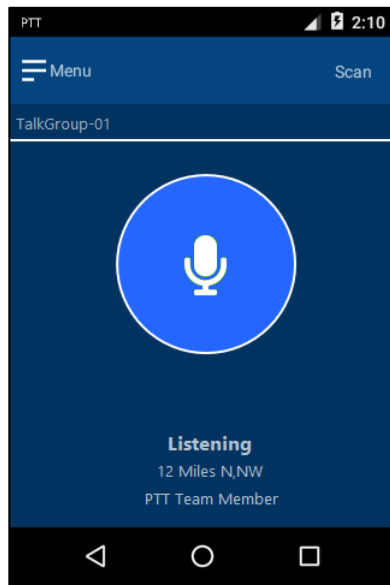 PTT 2:10
Menu Scan
TalkGroup-01
Listening
12 Miles N,NW
PTT Team Member